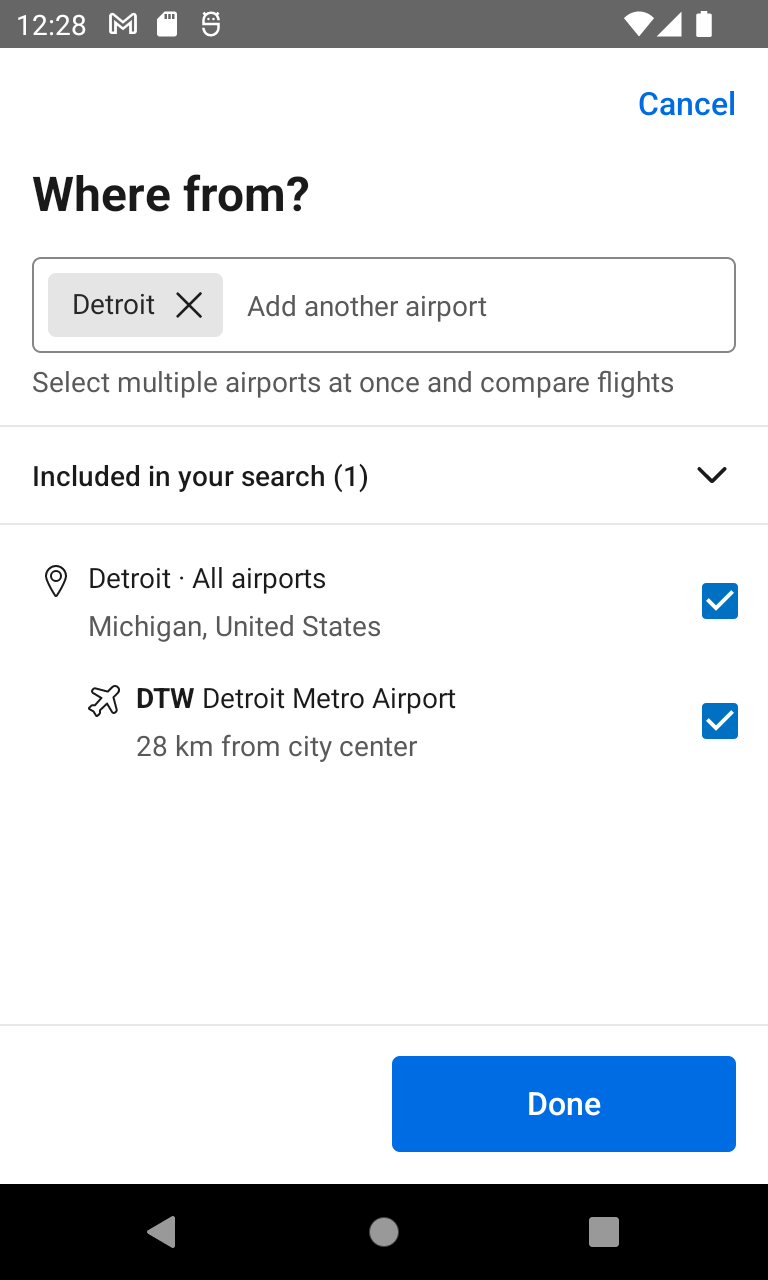 12:28
Cancel
Where from?
Detroit
Add another airport
Select multiple airports at once and compare flights
Included in your search (1)
Detroit · All airports
Michigan, United States
DTW Detroit Metro Airport
28 km from city center
Done